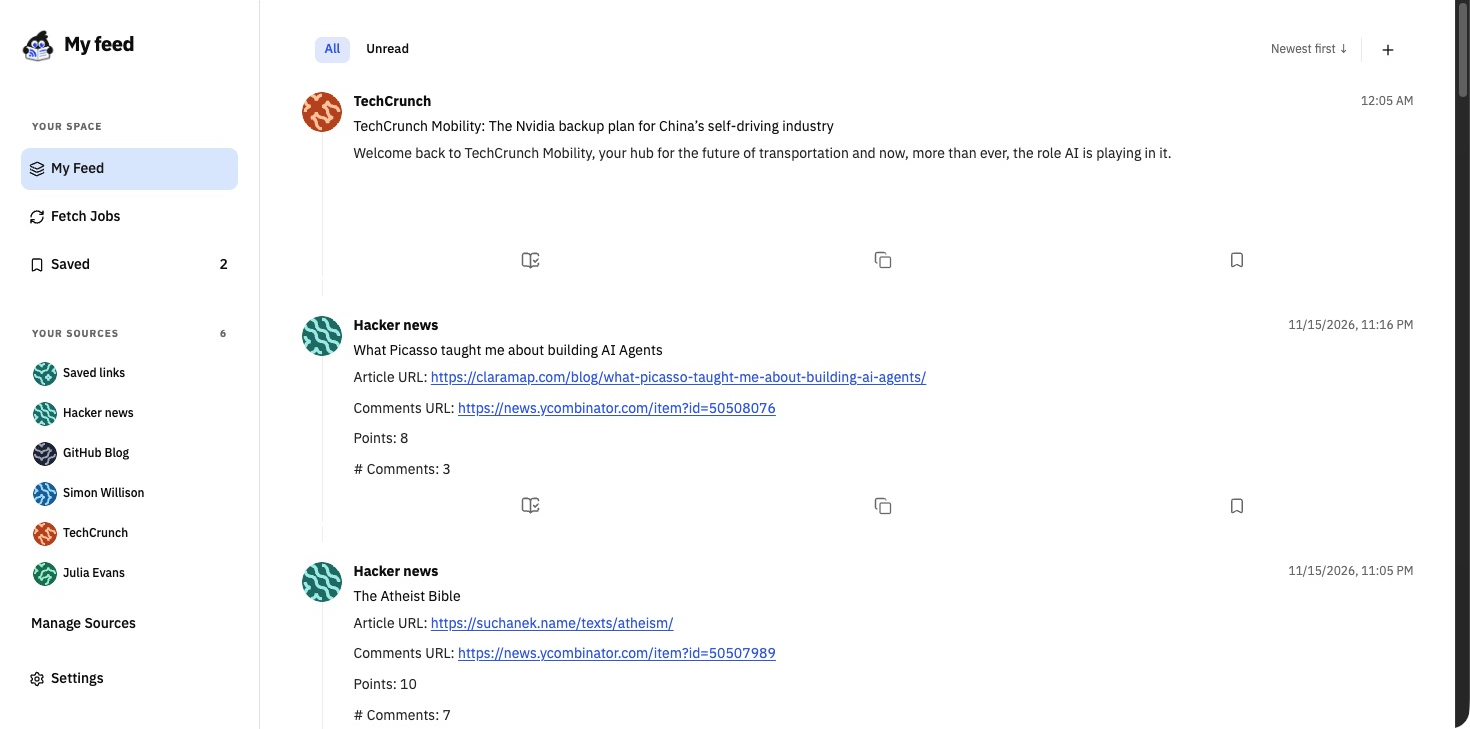 My feed
YOUR SPACE
My Feed
Fetch Jobs
Saved 2
YOUR SOURCES 6
Saved links
Hacker news
GitHub Blog
Simon Willison
TechCrunch
Julia Evans
Manage Sources
Settings
All Unread Newest first ↓ +
TechCrunch 12:05 AM
TechCrunch Mobility: The Nvidia backup plan for China’s self-driving industry
Welcome back to TechCrunch Mobility, your hub for the future of transportation and now, more than ever, the role AI is playing in it.
Hacker news 11/15/2026, 11:16 PM
What Picasso taught me about building AI Agents
Article URL: https://claramap.com/blog/what-picasso-taught-me-about-building-ai-agents/
Comments URL: https://news.ycombinator.com/item?id=50508076
Points: 8
# Comments: 3
Hacker news 11/15/2026, 11:05 PM
The Atheist Bible
Article URL: https://suchanek.name/texts/atheism/
Comments URL: https://news.ycombinator.com/item?id=50507989
Points: 10
# Comments: 7